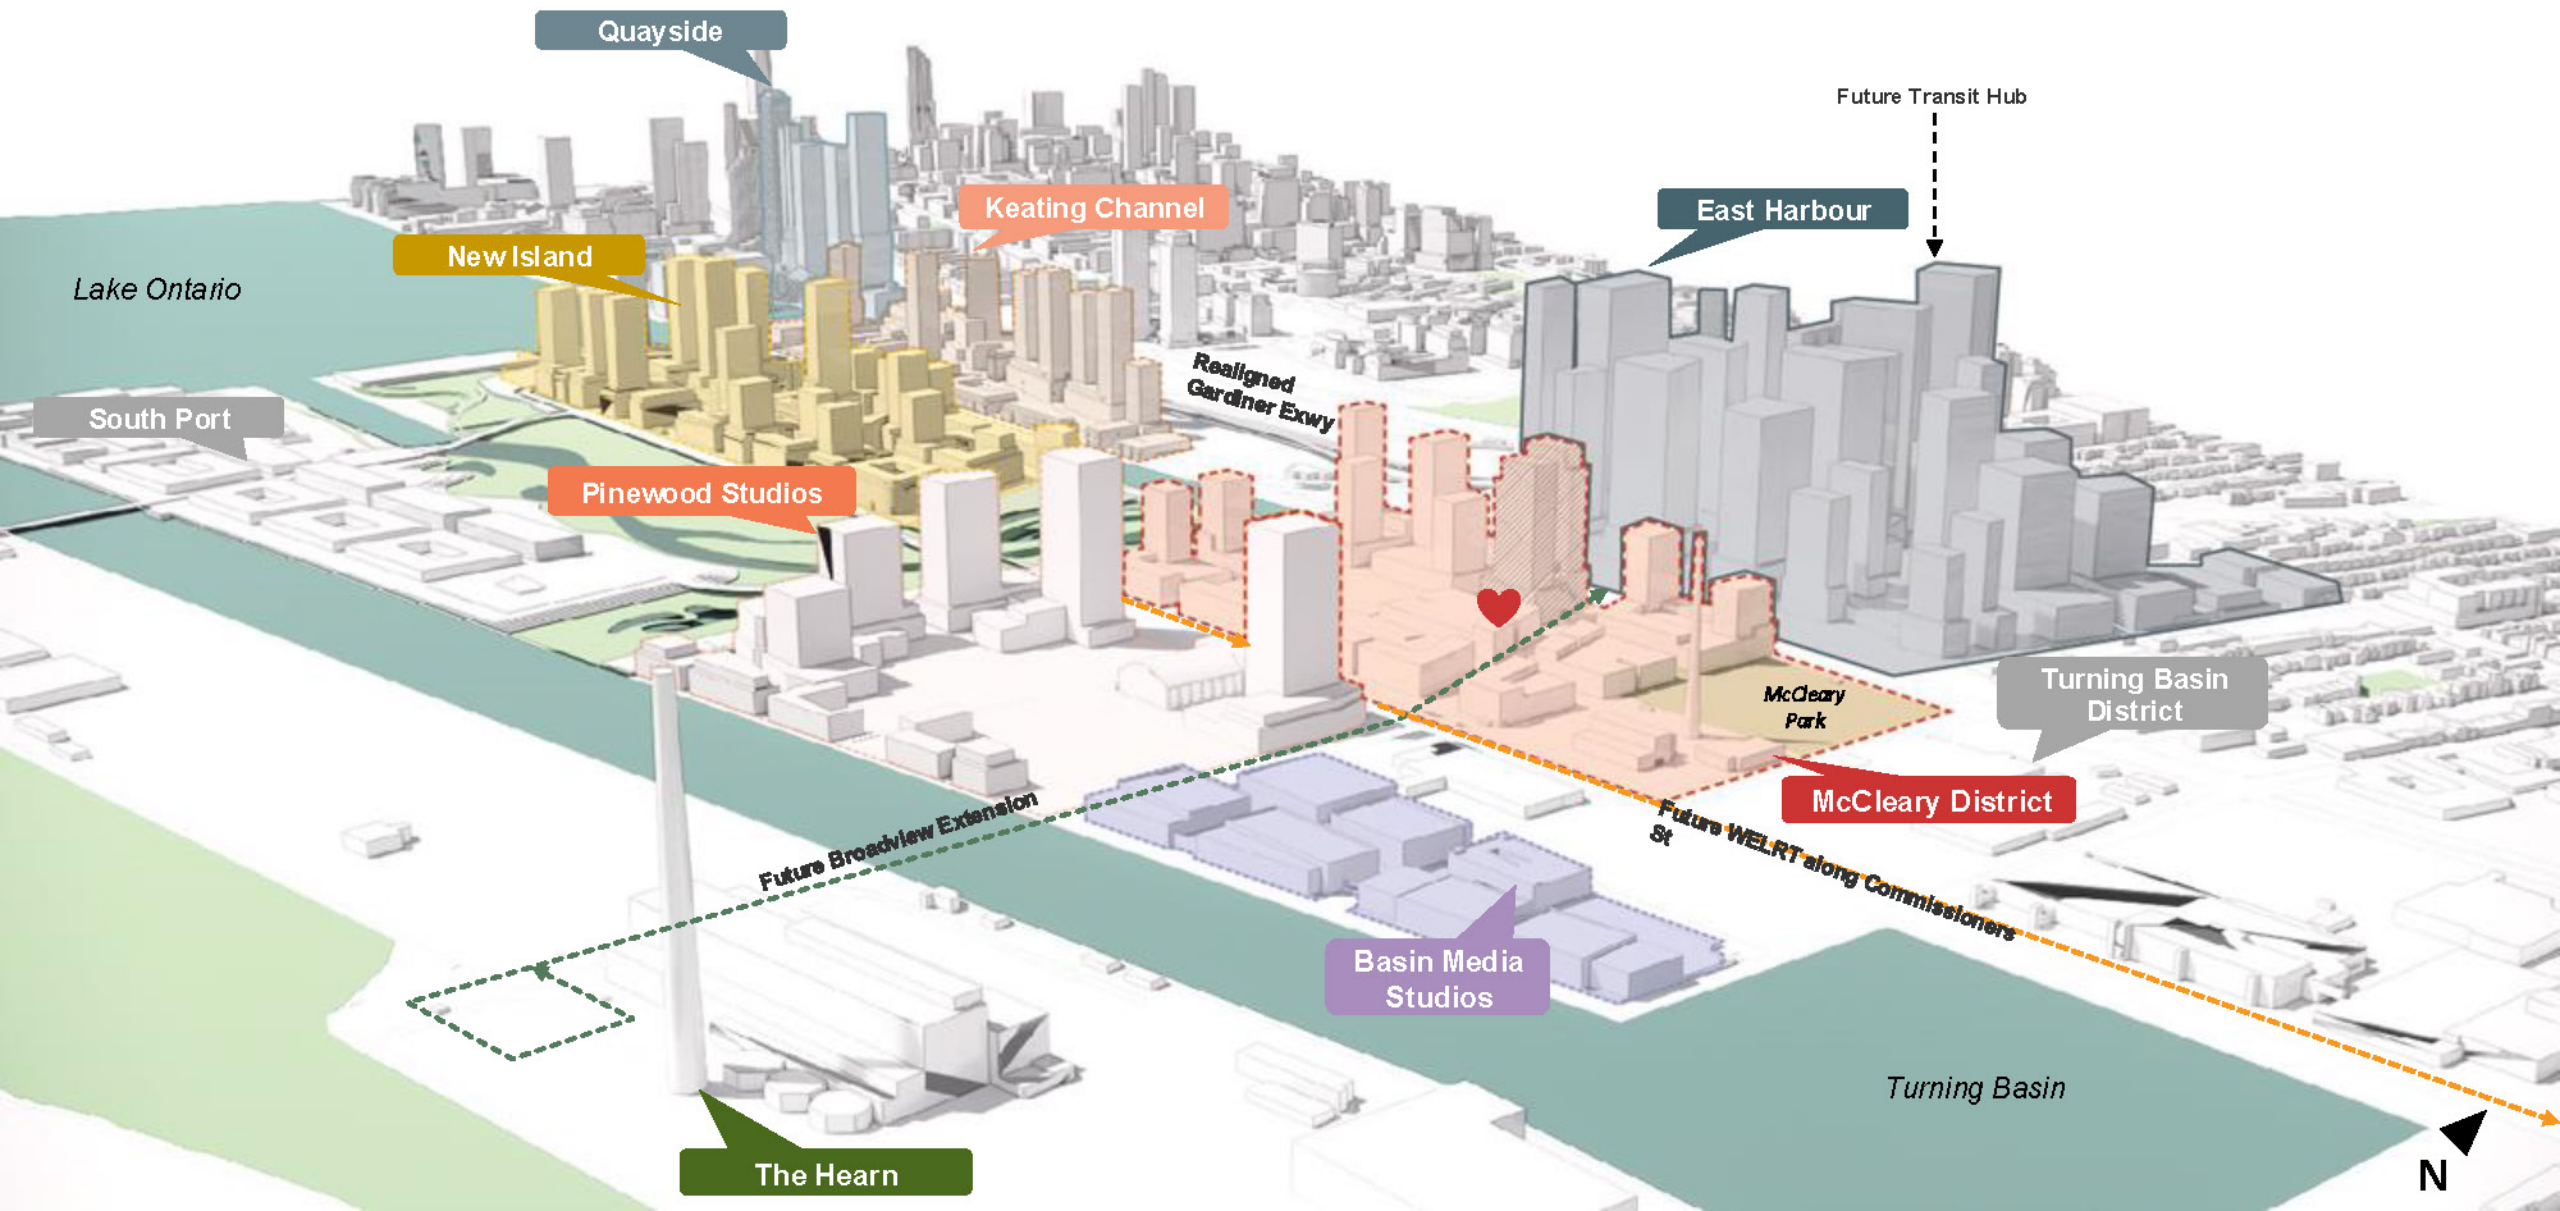 Quayside
Future Transit Hub
Keating Channel
East Harbour
New Island
Lake Ontario
Realigned
Gardiner Exwy
South Port
Pinewood Studios
McCleary
Park
Turning Basin
District
McCleary District
Future Broadview Extension
Future WELRT along Commissioners
St
Basin Media
Studios
Turning Basin
The Hearn
N